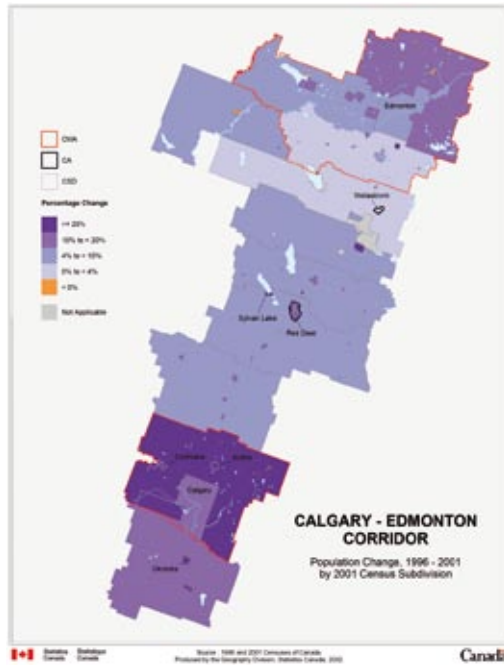 Edmonton
CMA
CA
CSD
Wetaskiwin
Percentage Change
>= 20%
10% to < 20%
4% to < 10%
0% to < 4%
< 0%
Not Applicable
Sylvan Lake
Red Deer
Cochrane
Airdrie
Calgary
Okotoks
CALGARY - EDMONTON
CORRIDOR
Population Change, 1996 - 2001
by 2001 Census Subdivision
Statistics Canada
Statistique Canada
Source : 1996 and 2001 Censuses of Canada
Produced by the Geography Division, Statistics Canada, 2002
Canada